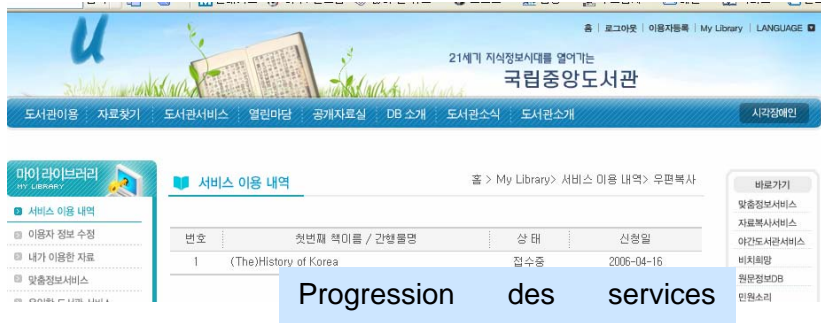 홈 | 로그아웃 | 이용자등록 | My Library | LANGUAGE
21세기 지식정보시대를 열어가는
국립중앙도서관
도서관이용 자료찾기 도서관서비스 열린마당 공개자료실 DB 소개 도서관소식 도서관소개 시각장애인
마이 라이브러리
MY LIBRARY
서비스 이용 내역
이용자 정보 수정
내가 이용한 자료
맞춤정보서비스
서비스 이용 내역
홈 > My Library> 서비스 이용 내역> 우편복사
번호 첫번째 책이름 / 간행물명 상 태 신청일
1 (The)History of Korea 접수중 2006-04-16
Progression des services
바로가기
맞춤정보서비스
자료복사서비스
야간도서관서비스
비치희망
원문정보DB
민원소리